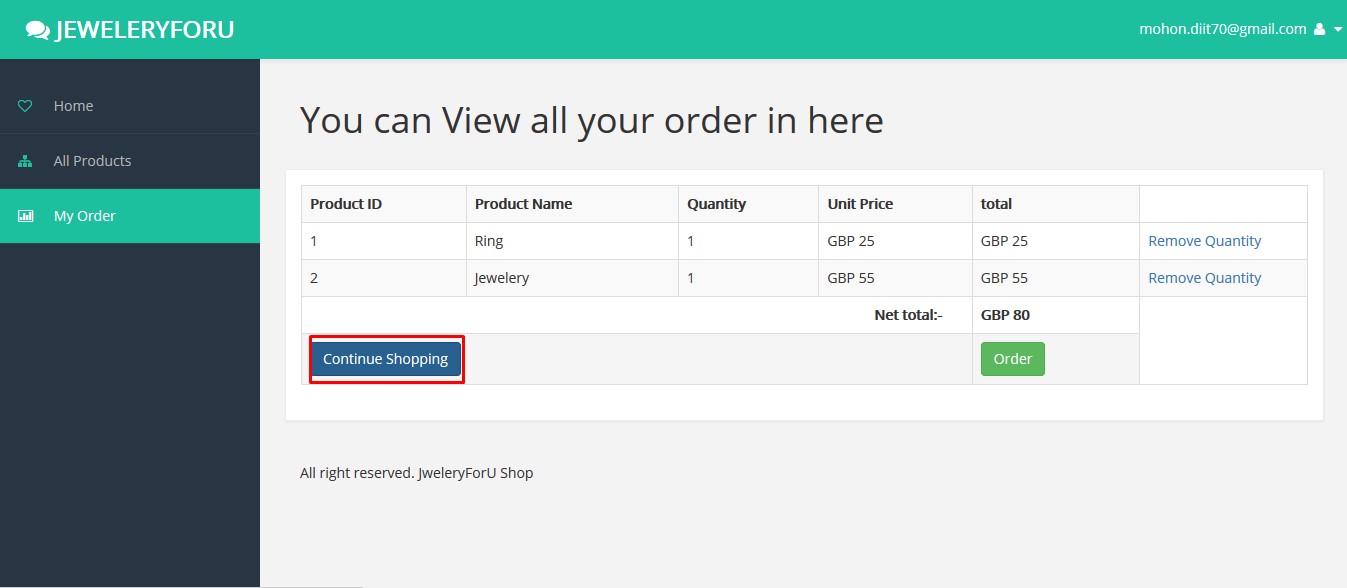 JEWELERYFORU
mohon.diit70@gmail.com
Home
All Products
My Order
You can View all your order in here
Product ID Product Name Quantity Unit Price total
1 Ring 1 GBP 25 GBP 25 Remove Quantity
2 Jewelery 1 GBP 55 GBP 55 Remove Quantity
Net total:- GBP 80
Continue Shopping Order
All right reserved. JweleryForU Shop